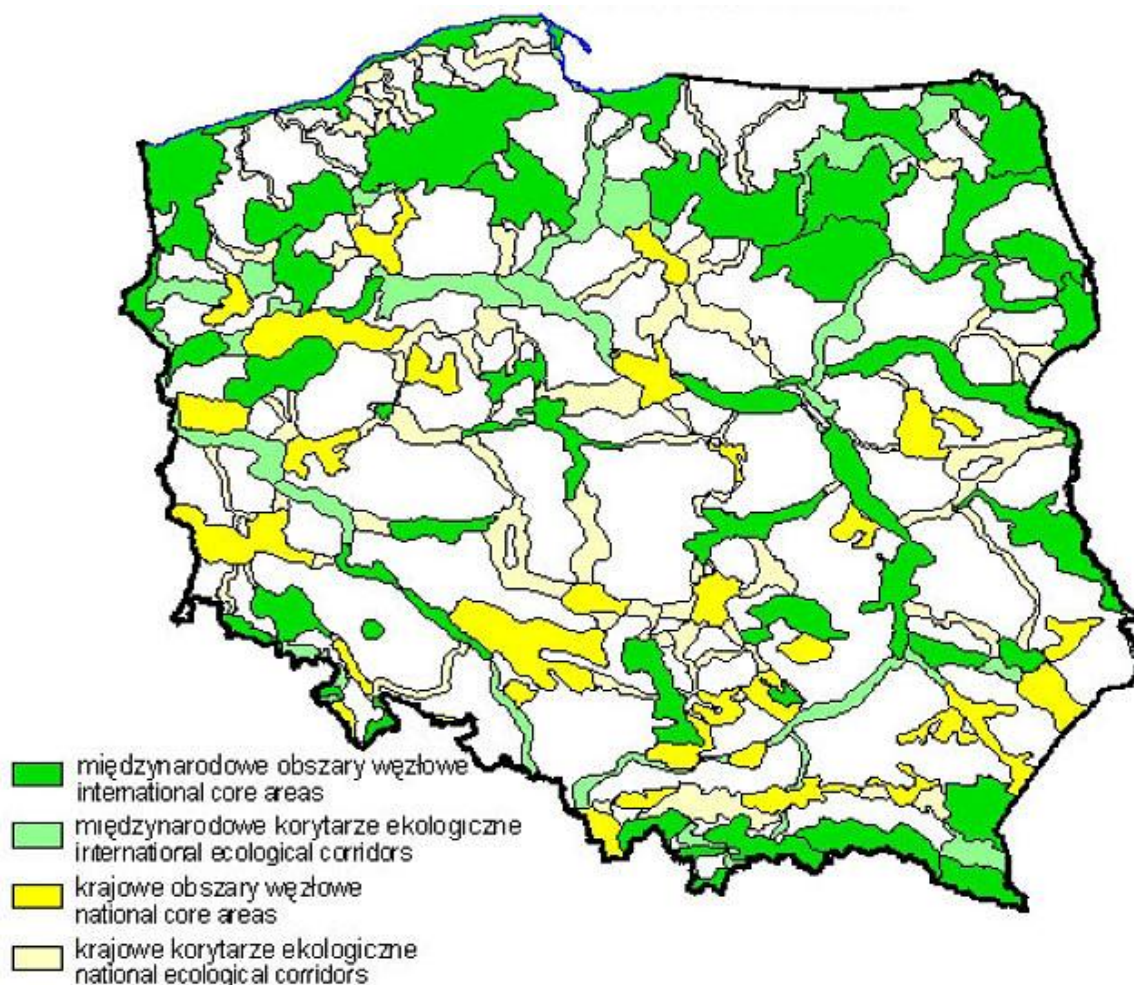 międzynarodowe obszary węzłowe
international core areas
międzynarodowe korytarze ekologiczne
international ecological corridors
krajowe obszary węzłowe
national core areas
krajowe korytarze ekologiczne
national ecological corridors